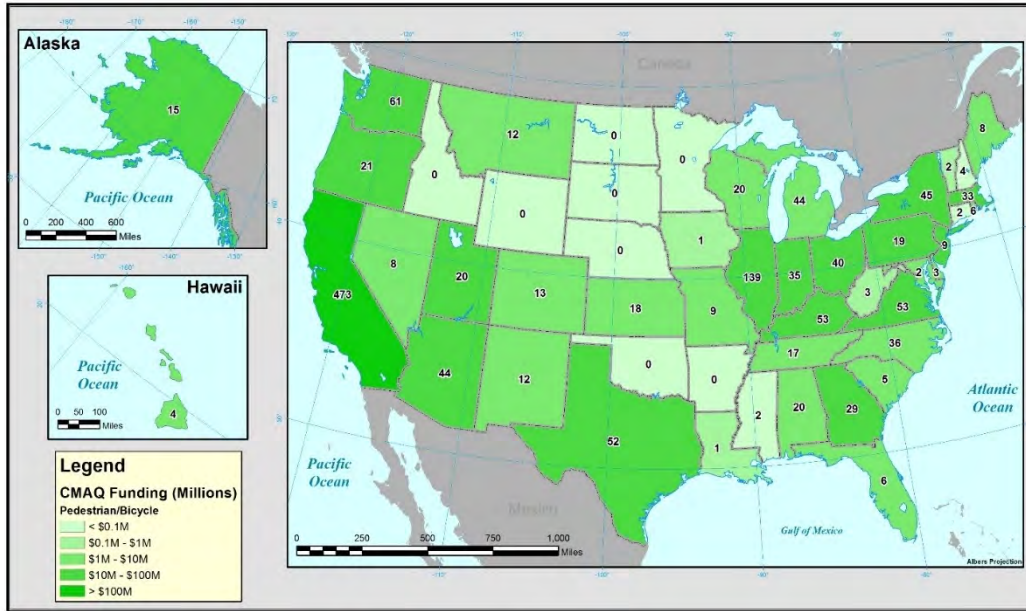 Alaska
15
Pacific Ocean
0 200 400 600
Miles
Hawaii
Pacific
Ocean
4
0 50 100
Miles
Legend
CMAQ Funding (Millions)
Pedestrian/Bicycle
< $0.1M
$0.1M - $1M
$1M - $10M
$10M - $100M
> $100M
Canada
61
12
0
0
8
21
0
0
2
4
20
44
45
33
0
2
6
0
1
19
9
8
20
13
139
35
40
2
3
473
18
9
3
53
53
44
12
0
0
17
36
5
2
20
29
52
1
6
Atlantic
Ocean
Pacific
Ocean
Mexico
Gulf of Mexico
0 250 500 750 1,000
Miles
Albers Projection